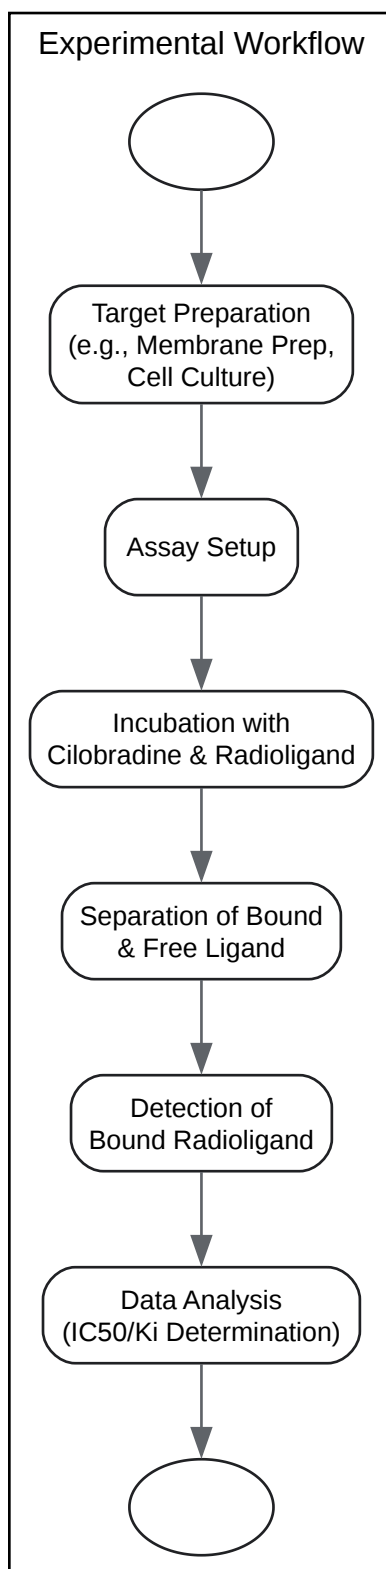 Experimental Workflow
Target Preparation
(e.g., Membrane Prep,
Cell Culture)
Assay Setup
Incubation with
Cilobradine & Radioligand
Separation of Bound
& Free Ligand
Detection of
Bound Radioligand
Data Analysis
(IC50/Ki Determination)